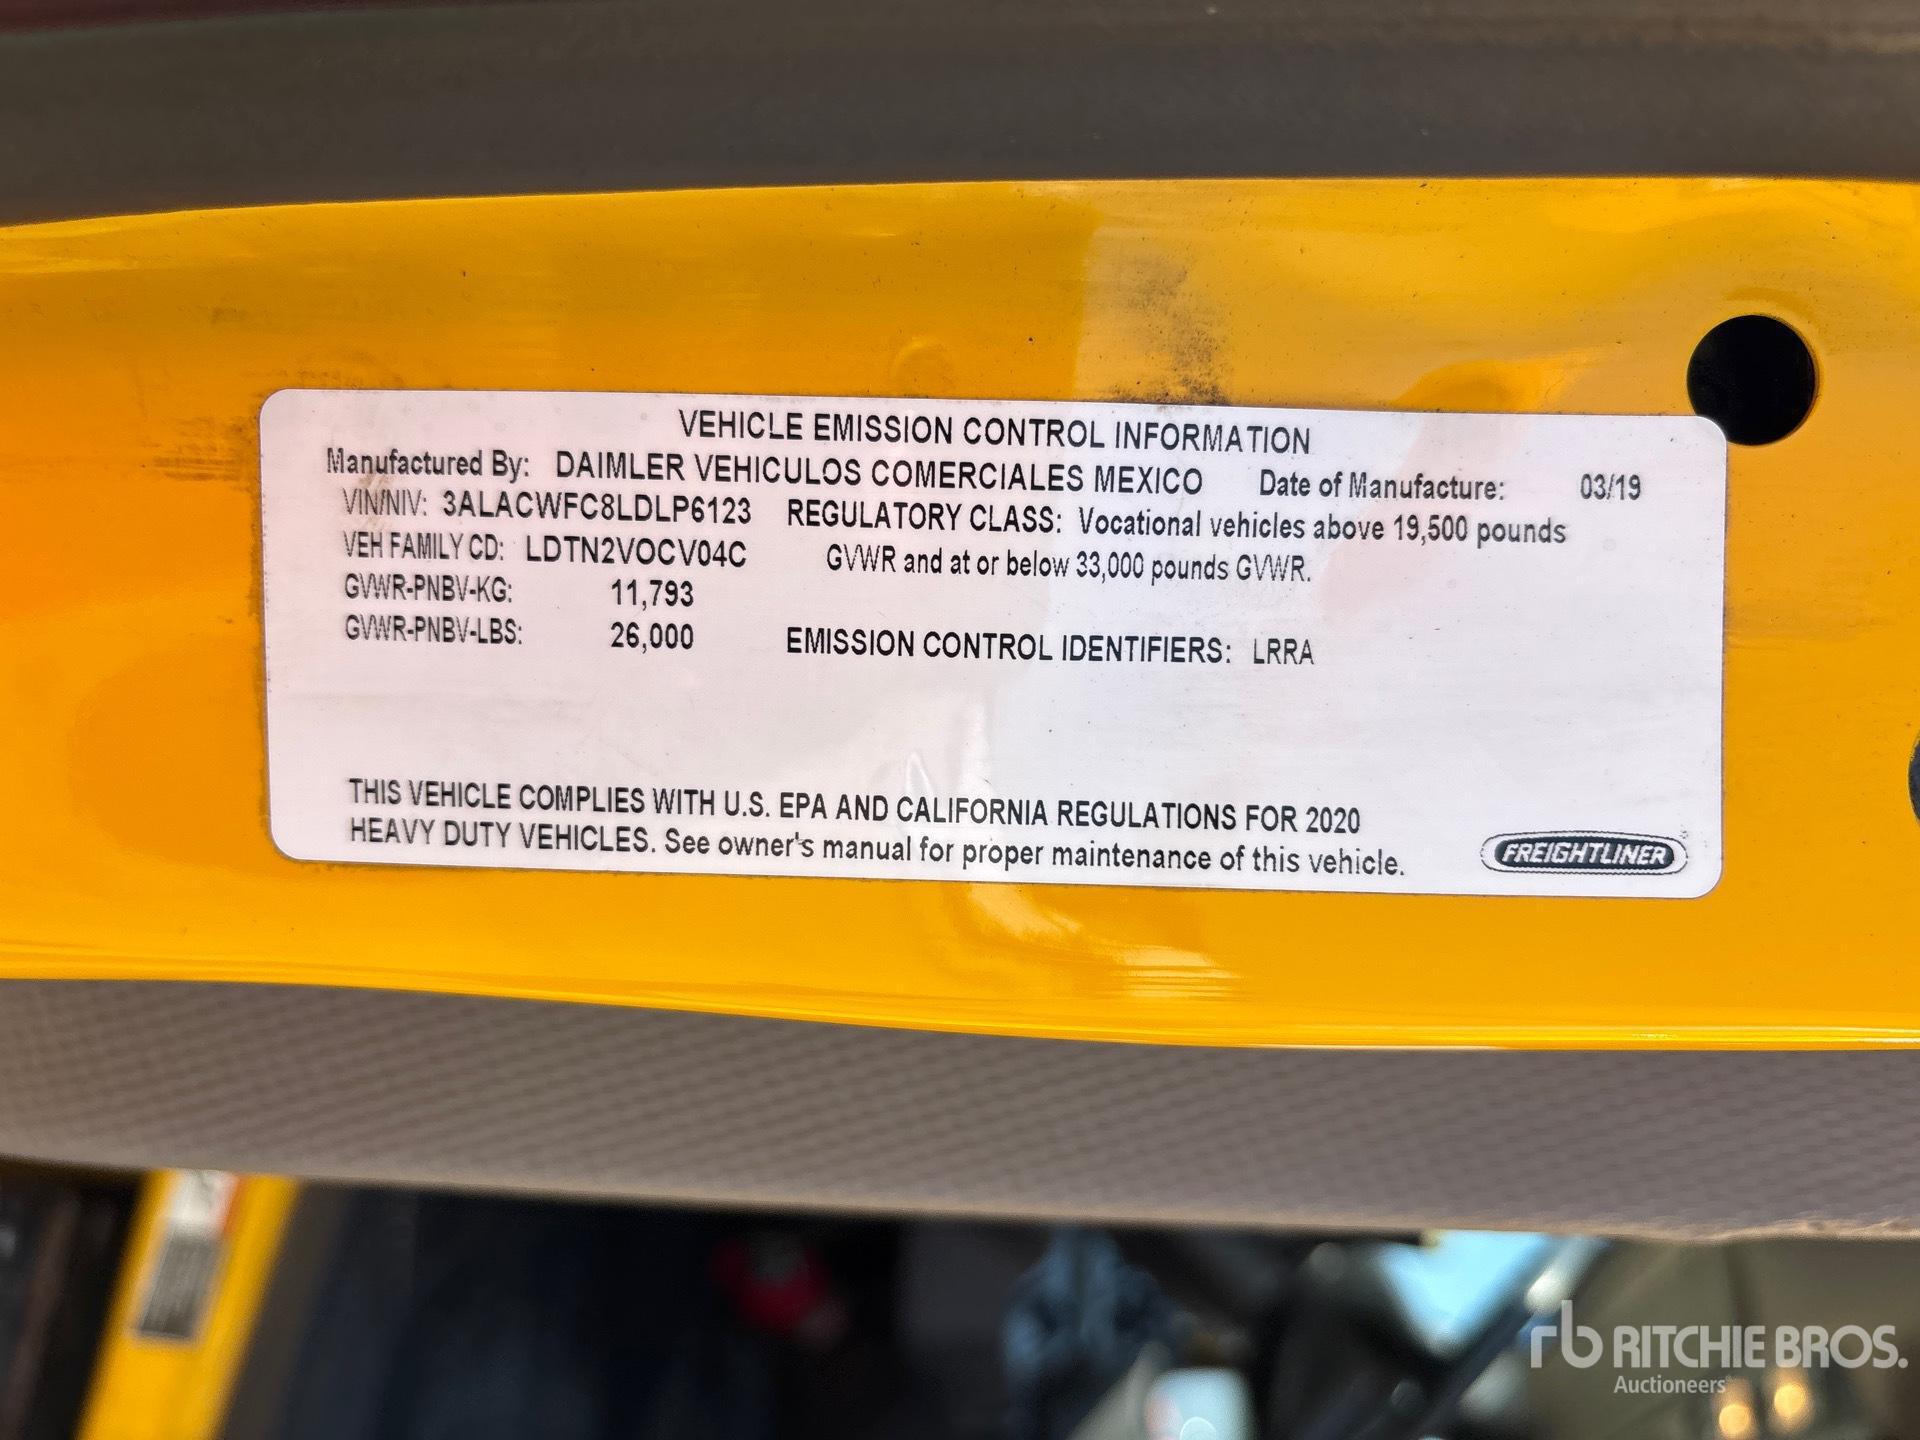 VEHICLE EMISSION CONTROL INFORMATION
Manufactured By: DAIMLER VEHICULOS COMERCIALES MEXICO Date of Manufacture: 03/19
VIN/NIV: 3ALACWFC8LDLP6123 REGULATORY CLASS: Vocational vehicles above 19,500 pounds
VEH FAMILY CD: LDTN2VOCV04C GVWR and at or below 33,000 pounds GVWR.
GVWR-PNBV-KG: 11,793
GVWR-PNBV-LBS: 26,000 EMISSION CONTROL IDENTIFIERS: LRRA
THIS VEHICLE COMPLIES WITH U.S. EPA AND CALIFORNIA REGULATIONS FOR 2020
HEAVY DUTY VEHICLES. See owner's manual for proper maintenance of this vehicle.
FREIGHTLINER
rb RITCHIE BROS.
Auctioneers